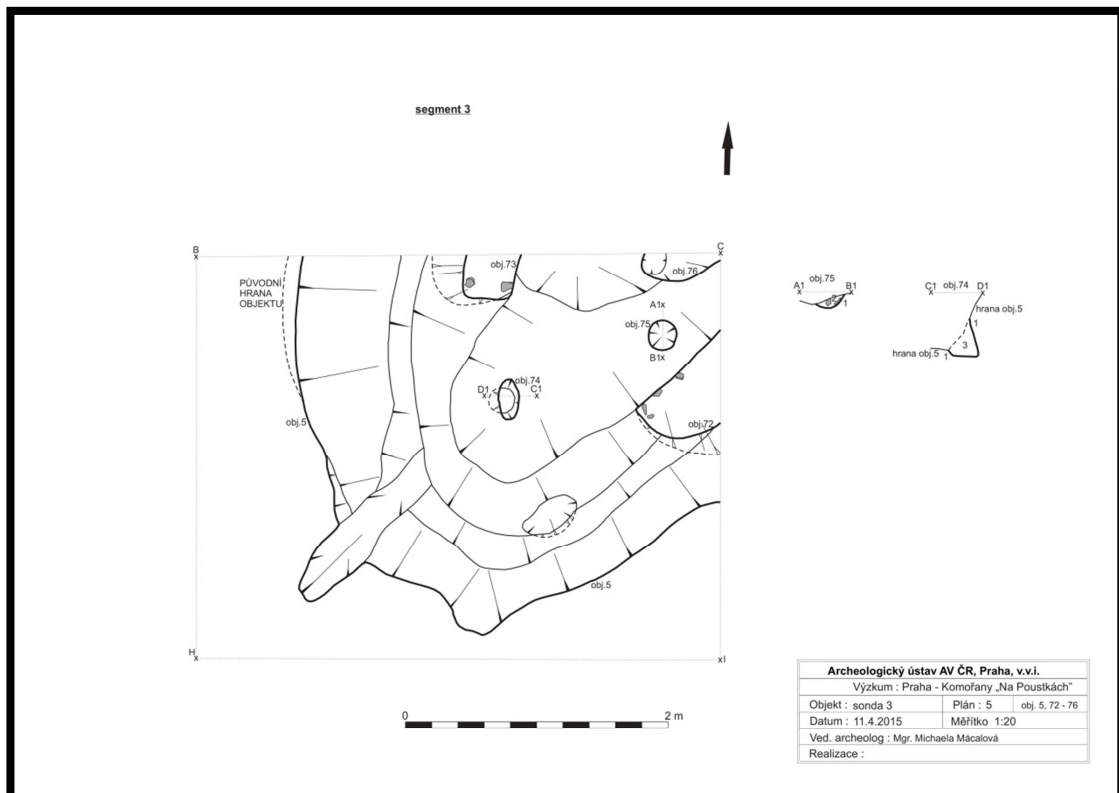 segment 3
B
C
PŮVODNÍ
HRANA
OBJEKTU
obj.73
obj.76
A1x
obj.75
B1x
obj.74
D1
C1
obj.5
obj.72
obj.5
H
I
0
2 m
obj.75
A1
B1
2
1
C1
obj.74
D1
hrana obj.5
1
3
hrana obj.5
1
Archeologický ústav AV ČR, Praha, v.v.i.
Výzkum : Praha - Komořany „Na Poustkách”
Objekt : sonda 3 Plán : 5 obj. 5, 72 - 76
Datum : 11.4.2015 Měřítko 1:20
Ved. archeolog : Mgr. Michaela Mácalová
Realizace :